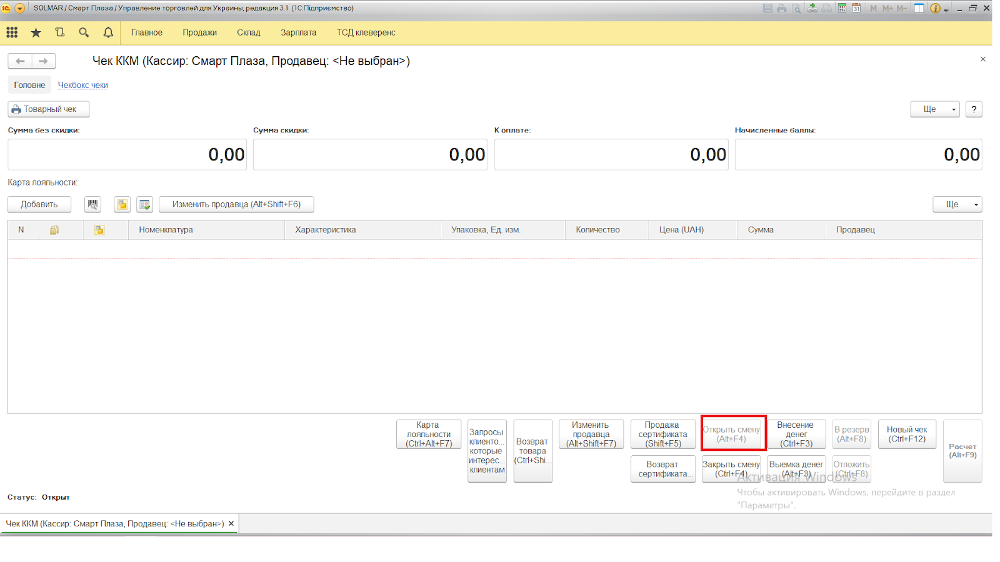 SOLMAR / Смарт Плаза / Управление торговлей для Украины, редакция 3.1 (1С:Підприємство)
M M+ M−
Главное Продажи Склад Зарплата ТСД клеверенс
Чек ККМ (Кассир: Смарт Плаза, Продавец: <Не выбран>)
Головне Чекбокс чеки
Товарный чек Ще ?
Сумма без скидки: Сумма скидки: К оплате: Начисленные баллы:
0,00 0,00 0,00 0,00
Карта лояльности:
Добавить Изменить продавца (Alt+Shift+F6) Ще
N Номенклатура Характеристика Упаковка, Ед. изм. Количество Цена (UAH) Сумма Продавец
Карта
лояльности
(Ctrl+Alt+F7)
Запросы
клиенто...
которые
интерес...
клиентам
Возврат
товара
(Ctrl+Shi...
Изменить
продавца
(Alt+Shift+F7)
Продажа
сертификата
(Shift+F5)
Открыть смену
(Alt+F4)
Внесение
денег
(Ctrl+F3)
В резерв
(Alt+F8)
Новый чек
(Ctrl+F12)
Расчет
(Alt+F9)
Возврат
сертификата...
Закрыть смену
(Ctrl+F4)
Выемка денег
(Alt+F3)
Отложить
(Ctrl+F8)
Активация Windows
Чтобы активировать Windows, перейдите в раздел
"Параметры".
Статус: Открыт
Чек ККМ (Кассир: Смарт Плаза, Продавец: <Не выбран>) ×